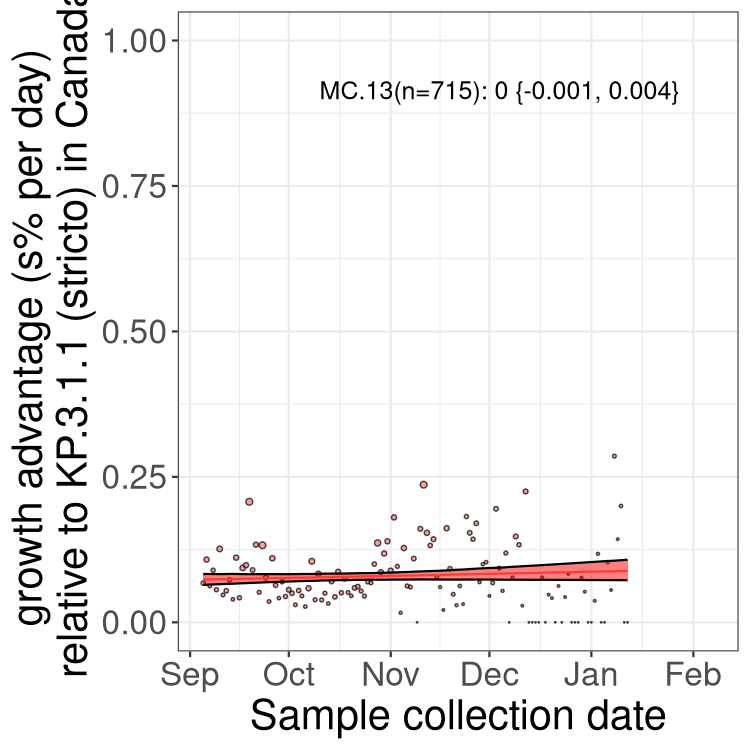 growth advantage (s% per day)
relative to KP.3.1.1 (stricto) in Canada
1.00
0.75
0.50
0.25
0.00
MC.13(n=715): 0 {-0.001, 0.004}
Sep Oct Nov Dec Jan Feb
Sample collection date